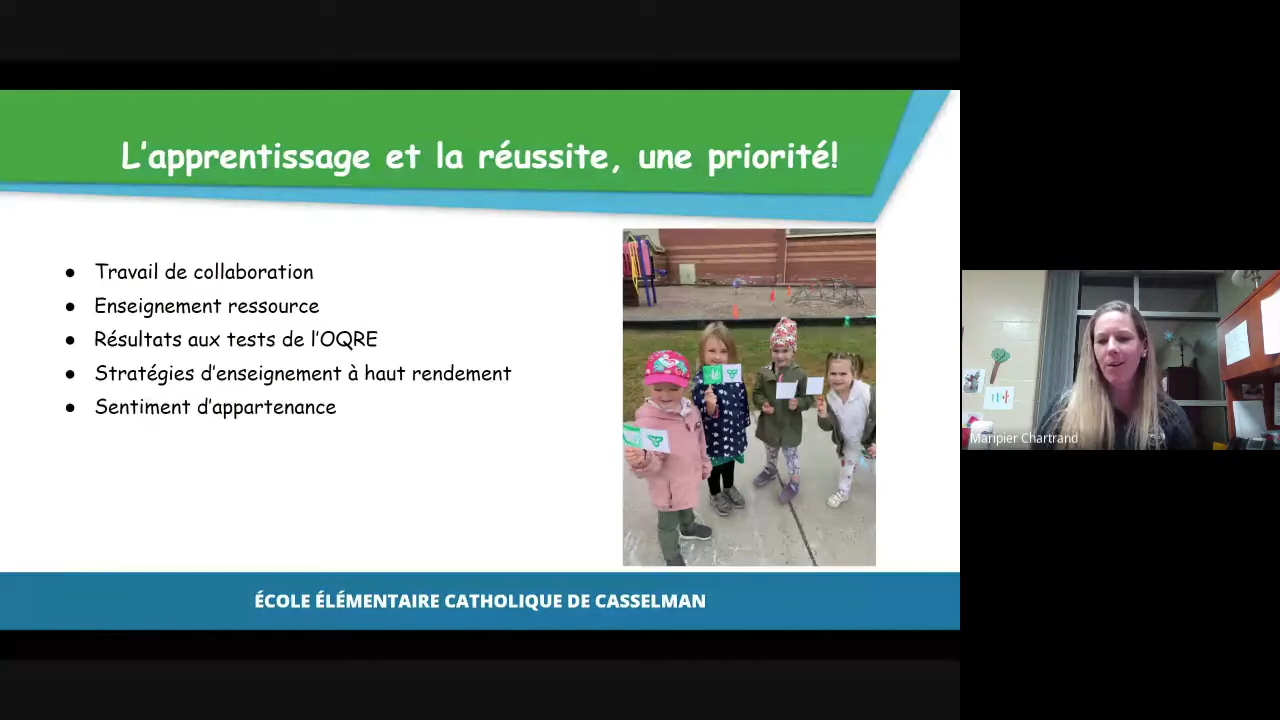 L'apprentissage et la réussite, une priorité!
● Travail de collaboration
● Enseignement ressource
● Résultats aux tests de l'OQRE
● Stratégies d'enseignement à haut rendement
● Sentiment d'appartenance
ÉCOLE ÉLÉMENTAIRE CATHOLIQUE DE CASSELMAN
Maripier Chartrand